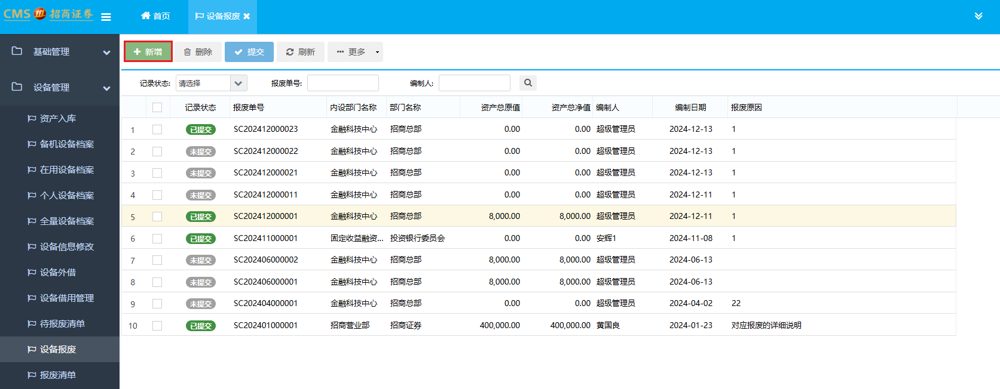 CMS 招商证券
首页
设备报废
基础管理
设备管理
资产入库
备机设备档案
在用设备档案
个人设备档案
全量设备档案
设备信息修改
设备外借
设备借用管理
待报废清单
设备报废
报废清单
新增 删除 提交 刷新 更多
记录状态: 请选择 报废单号: 编制人:
记录状态 报废单号 内设部门名称 部门名称 资产总原值 资产总净值 编制人 编制日期 报废原因
1 已提交 SC202412000023 金融科技中心 招商总部 0.00 0.00 超级管理员 2024-12-13 1
2 未提交 SC202412000022 金融科技中心 招商总部 0.00 0.00 超级管理员 2024-12-13 1
3 未提交 SC202412000021 金融科技中心 招商总部 0.00 0.00 超级管理员 2024-12-13 1
4 未提交 SC202412000011 金融科技中心 招商总部 0.00 0.00 超级管理员 2024-12-11 1
5 已提交 SC202412000001 金融科技中心 招商总部 8,000.00 8,000.00 超级管理员 2024-12-11 1
6 已提交 SC202411000001 固定收益融资... 投资银行委员会 0.00 0.00 安辉1 2024-11-08 1
7 未提交 SC202406000002 金融科技中心 招商总部 8,000.00 8,000.00 超级管理员 2024-06-13
8 未提交 SC202406000001 金融科技中心 招商总部 8,000.00 8,000.00 超级管理员 2024-06-13
9 未提交 SC202404000001 金融科技中心 招商总部 0.00 0.00 超级管理员 2024-04-02 22
10 已提交 SC202401000001 招商营业部 招商证券 400,000.00 400,000.00 黄国良 2024-01-23 对应报废的详细说明